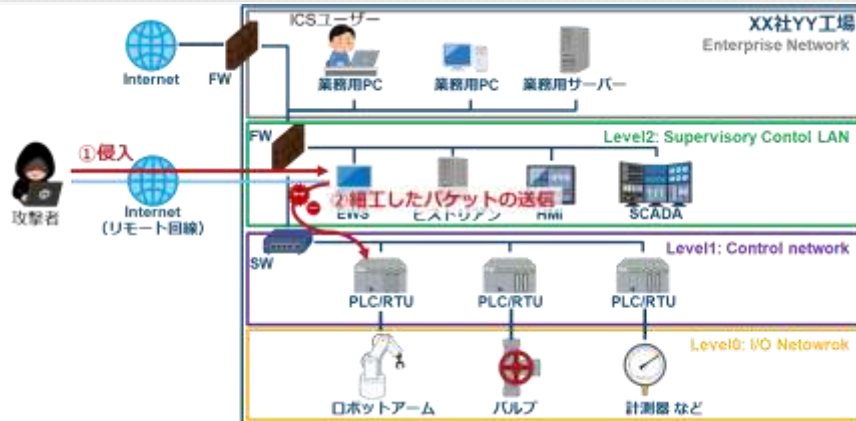 XX社YY工場
Enterprise Network
ICSユーザー
Internet
FW
業務用PC
業務用PC
業務用サーバー
FW
Level2: Supervisory Contol LAN
①侵入
攻撃者
Internet
(リモート回線)
②細工したパケットの送信
EWS
ヒストリアン
HMI
SCADA
SW
Level1: Control network
PLC/RTU
PLC/RTU
PLC/RTU
Level0: I/O Netowrok
ロボットアーム
バルブ
計測器 など